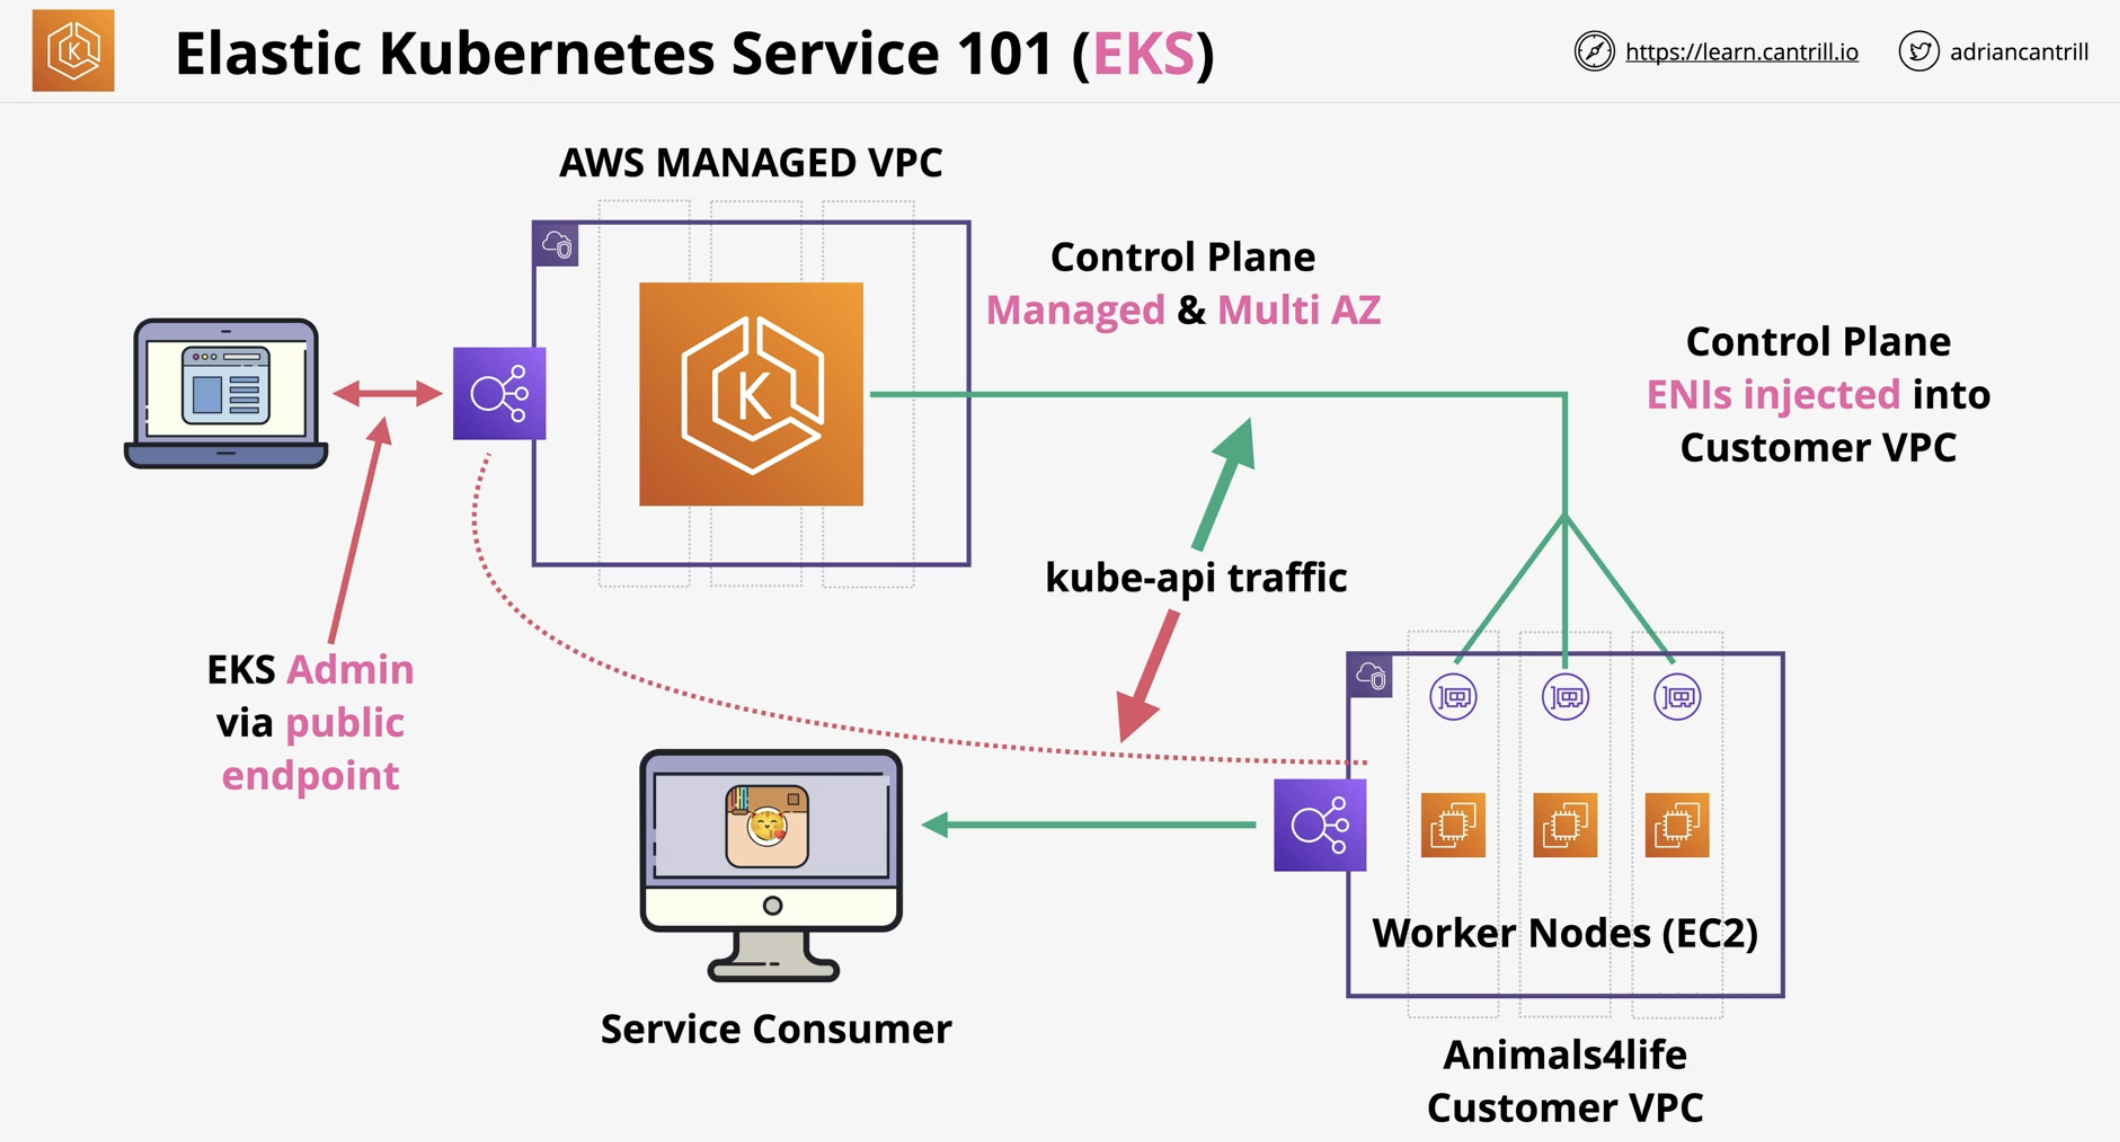 Elastic Kubernetes Service 101 (EKS)
https://learn.cantrill.io
adriancantrill
AWS MANAGED VPC
K
K
Control Plane
Managed & Multi AZ
Control Plane
ENIs injected into
Customer VPC
kube-api traffic
EKS Admin
via public
endpoint
Worker Nodes (EC2)
Service Consumer
Animals4life
Customer VPC